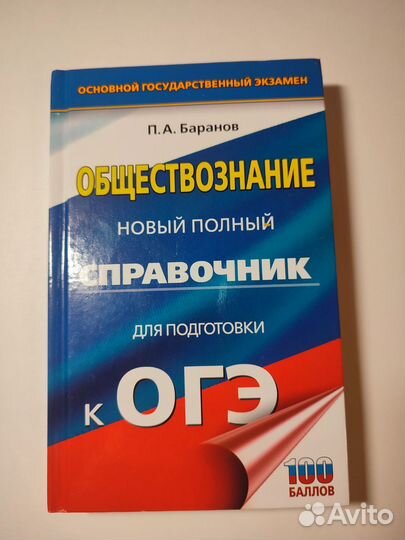 ОСНОВНОЙ ГОСУДАРСТВЕННЫЙ ЭКЗАМЕН
П. А. Баранов
ОБЩЕСТВОЗНАНИЕ
НОВЫЙ ПОЛНЫЙ
СПРАВОЧНИК
ДЛЯ ПОДГОТОВКИ
К ОГЭ
100
БАЛЛОВ
Avito